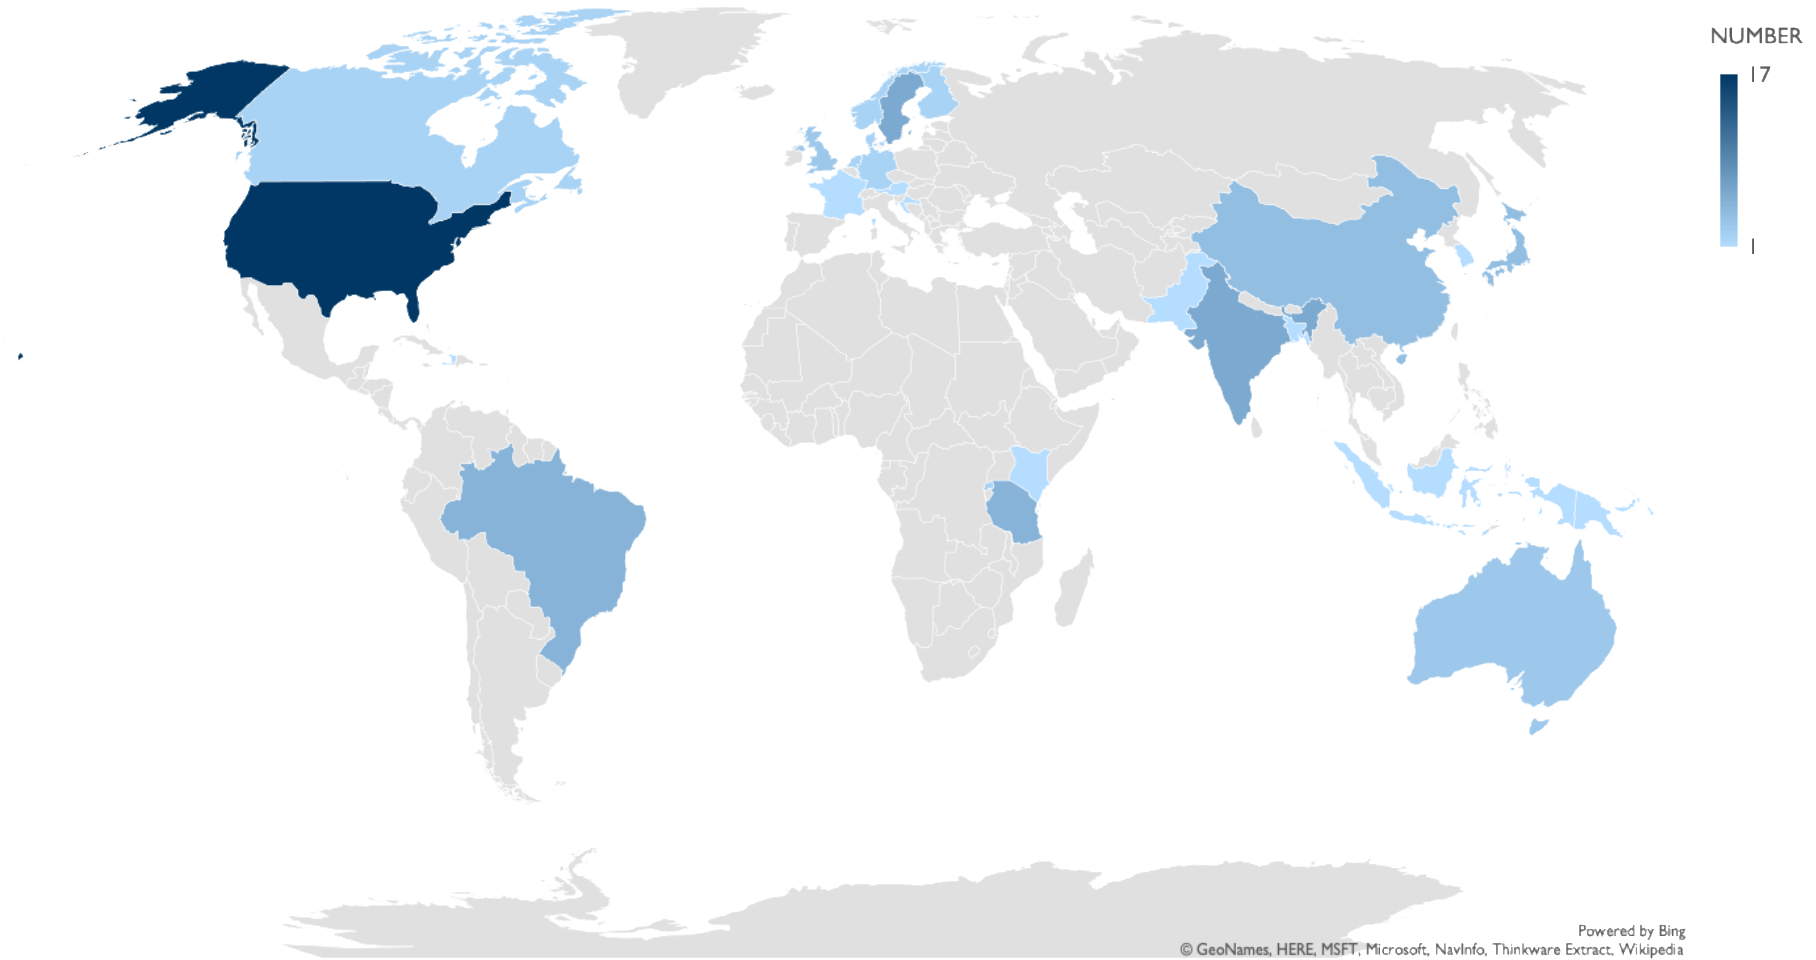 NUMBER
17
1
Powered by Bing
© GeoNames, HERE, MSFT, Microsoft, NavInfo, Thinkware Extract, Wikipedia